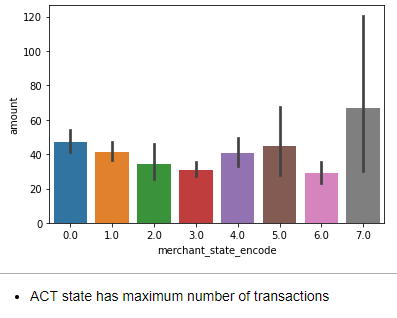 120
100
80
60
40
20
0
amount
0.0 1.0 2.0 3.0 4.0 5.0 6.0 7.0
merchant_state_encode
• ACT state has maximum number of transactions